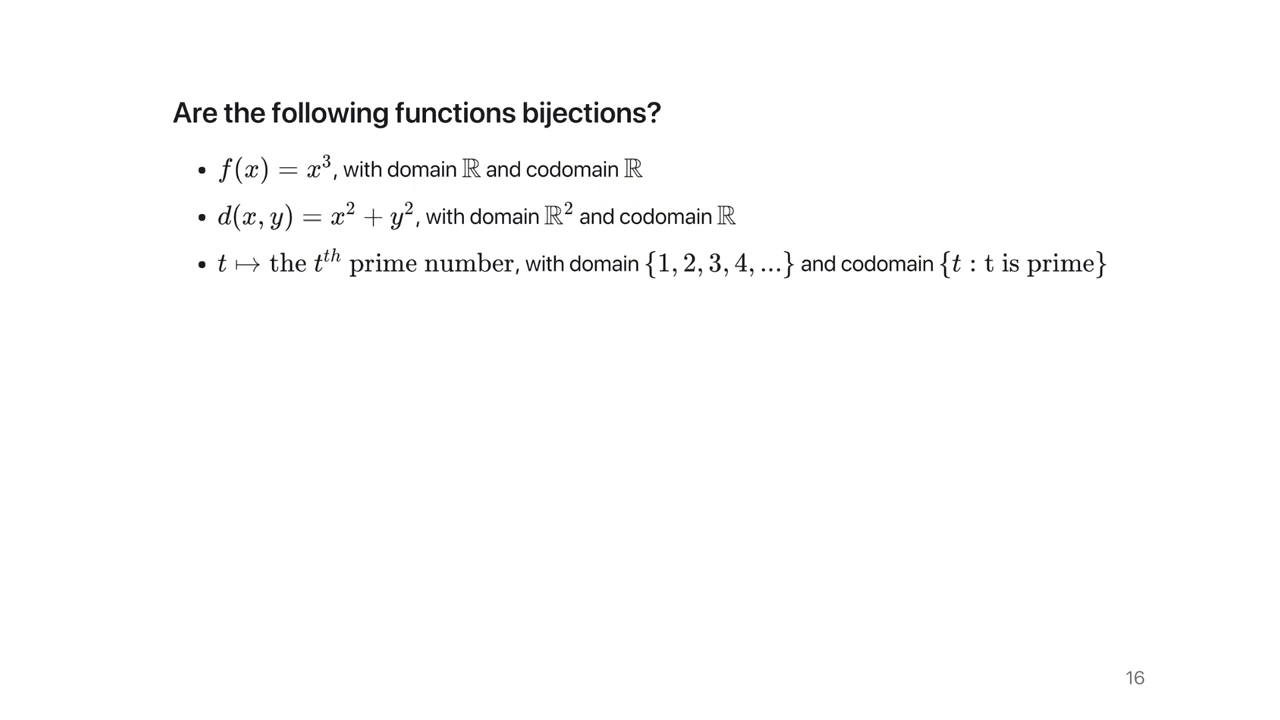 Are the following functions bijections?
• f(x) = x³, with domain ℝ and codomain ℝ
• d(x, y) = x² + y², with domain ℝ² and codomain ℝ
• t ↦ the tᵗʰ prime number, with domain {1, 2, 3, 4, ...} and codomain {t : t is prime}
16